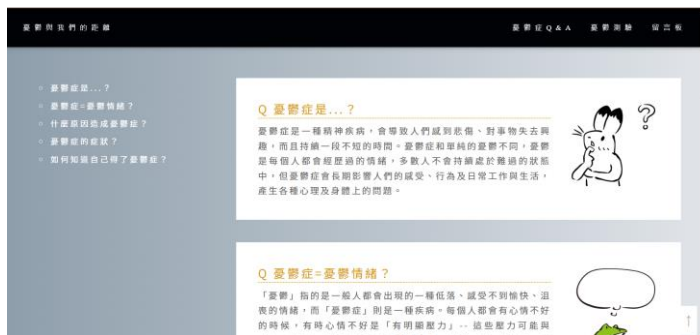 憂鬱與我們的距離
憂鬱症Q&A 憂鬱測驗 留言板
憂鬱症是...？
憂鬱症=憂鬱情緒？
什麼原因造成憂鬱症？
憂鬱症的症狀？
如何知道自己得了憂鬱症？
Q 憂鬱症是...？
憂鬱症是一種精神疾病，會導致人們感到悲傷、對事物失去興
趣，而且持續一段不短的時間。憂鬱症和單純的憂鬱不同，憂鬱
是每個人都會經歷過的情緒，多數人不會持續處於難過的狀態
中，但憂鬱症會長期影響人們的感受、行為及日常工作與生活，
產生各種心理及身體上的問題。
?
Q 憂鬱症=憂鬱情緒？
「憂鬱」指的是一般人都會出現的一種低落、感受不到愉快、沮
喪的情緒，而「憂鬱症」則是一種疾病。每個人都會有心情不好
的時候，有時心情不好是「有明顯壓力」-- 這些壓力可能與
↑